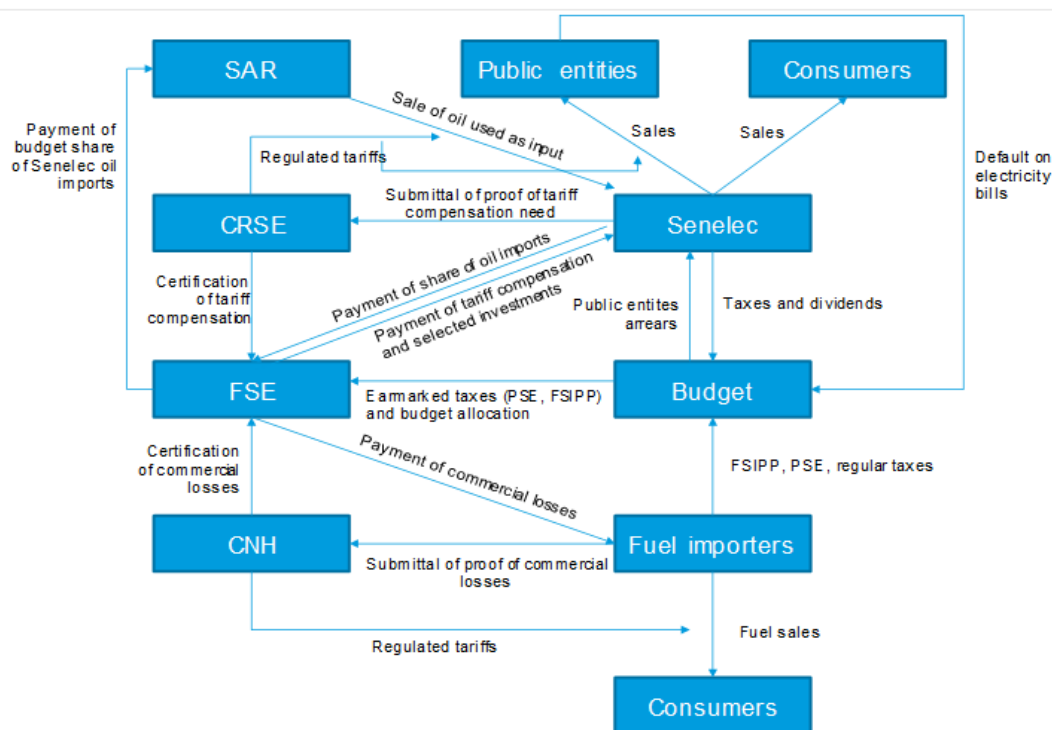 SAR
Public entities
Consumers
Payment of
budget share
of Senelec oil
imports
Sale of oil used as input
Sales
Sales
Regulated tariffs
Default on
electricity
bills
Submittal of proof of tariff
compensation need
CRSE
Senelec
Certification
of tariff
compensation
Payment of share of oil imports
Payment of tariff compensation
and selected investments
Public entites
arrears
Taxes and dividends
FSE
Earmarked taxes (PSE, FSIPP)
and budget allocation
Budget
Certification
of commercial
losses
Payment of commercial losses
FSIPP, PSE, regular taxes
CNH
Submittal of proof of commercial
losses
Fuel importers
Regulated tariffs
Fuel sales
Consumers